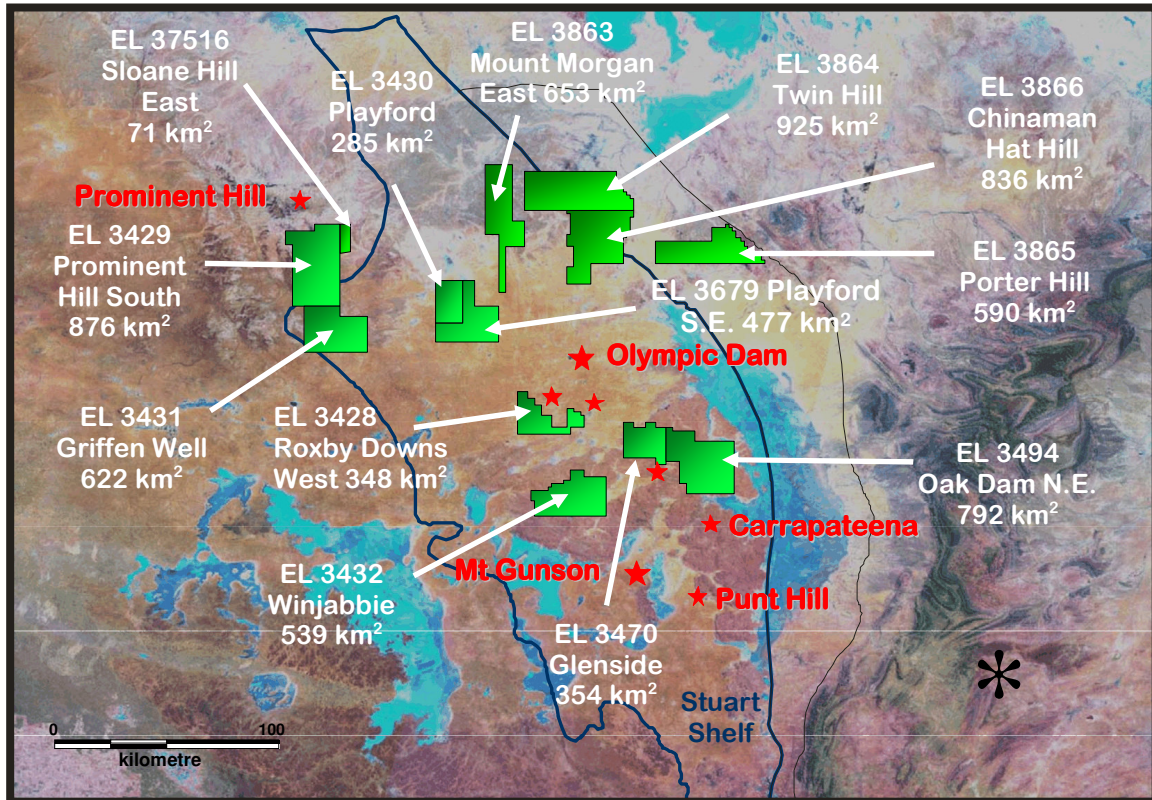 EL 37516
Sloane Hill
East
71 km²
EL 3430
Playford
285 km²
EL 3863
Mount Morgan
East 653 km²
EL 3864
Twin Hill
925 km²
EL 3866
Chinaman
Hat Hill
836 km²
Prominent Hill
EL 3429
Prominent
Hill South
876 km²
EL 3865
Porter Hill
590 km²
EL 3679 Playford
S.E. 477 km²
Olympic Dam
EL 3431
Griffen Well
622 km²
EL 3428
Roxby Downs
West 348 km²
EL 3494
Oak Dam N.E.
792 km²
Carrapateena
EL 3432
Winjabbie
539 km²
Mt Gunson
Punt Hill
EL 3470
Glenside
354 km²
Stuart
Shelf
0 100
kilometre